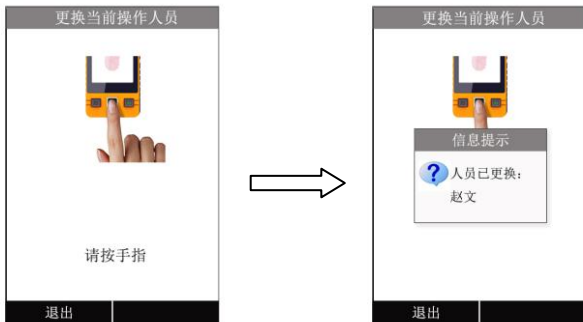 更换当前操作人员
请按手指
退出
更换当前操作人员
信息提示
人员已更换：
赵文
退出